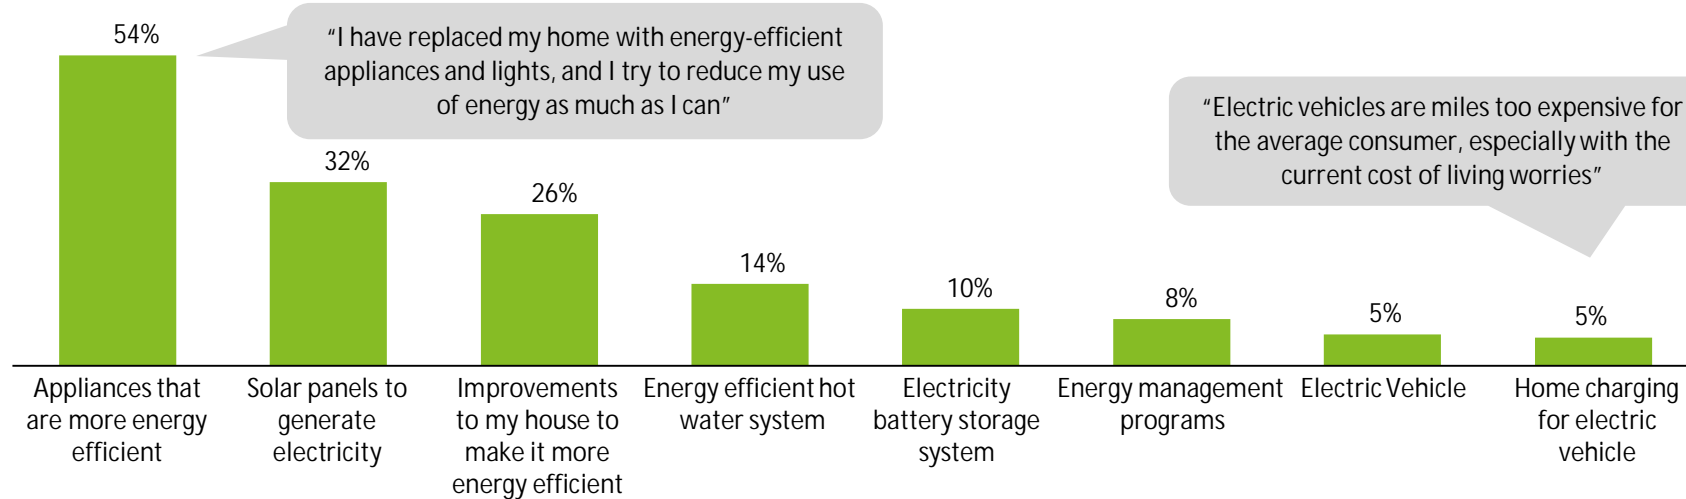 54%
“I have replaced my home with energy-efficient
appliances and lights, and I try to reduce my use
of energy as much as I can”
“Electric vehicles are miles too expensive for
the average consumer, especially with the
current cost of living worries”
32%
26%
14%
10%
8%
5%
5%
Appliances that
are more energy
efficient
Solar panels to
generate
electricity
Improvements
to my house to
make it more
energy efficient
Energy efficient hot
water system
Electricity
battery storage
system
Energy management
programs
Electric Vehicle
Home charging
for electric
vehicle